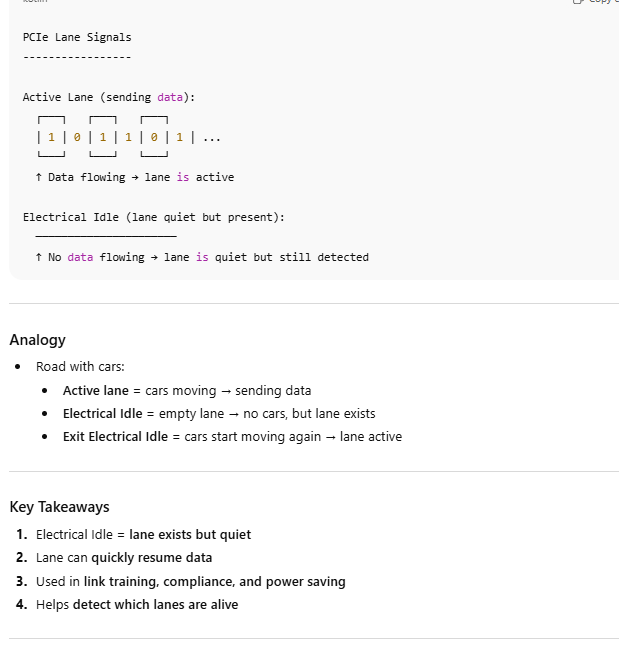 PCIe Lane Signals
-----------------
Active Lane (sending data):
┌───┐ ┌───┐ ┌───┐
| 1 | 0 | 1 | 1 | 0 | 1 | ...
└───┘ └───┘ └───┘
↑ Data flowing → lane is active
Electrical Idle (lane quiet but present):
──────────────────────
↑ No data flowing → lane is quiet but still detected
Analogy
• Road with cars:
• Active lane = cars moving → sending data
• Electrical Idle = empty lane → no cars, but lane exists
• Exit Electrical Idle = cars start moving again → lane active
Key Takeaways
1. Electrical Idle = lane exists but quiet
2. Lane can quickly resume data
3. Used in link training, compliance, and power saving
4. Helps detect which lanes are alive